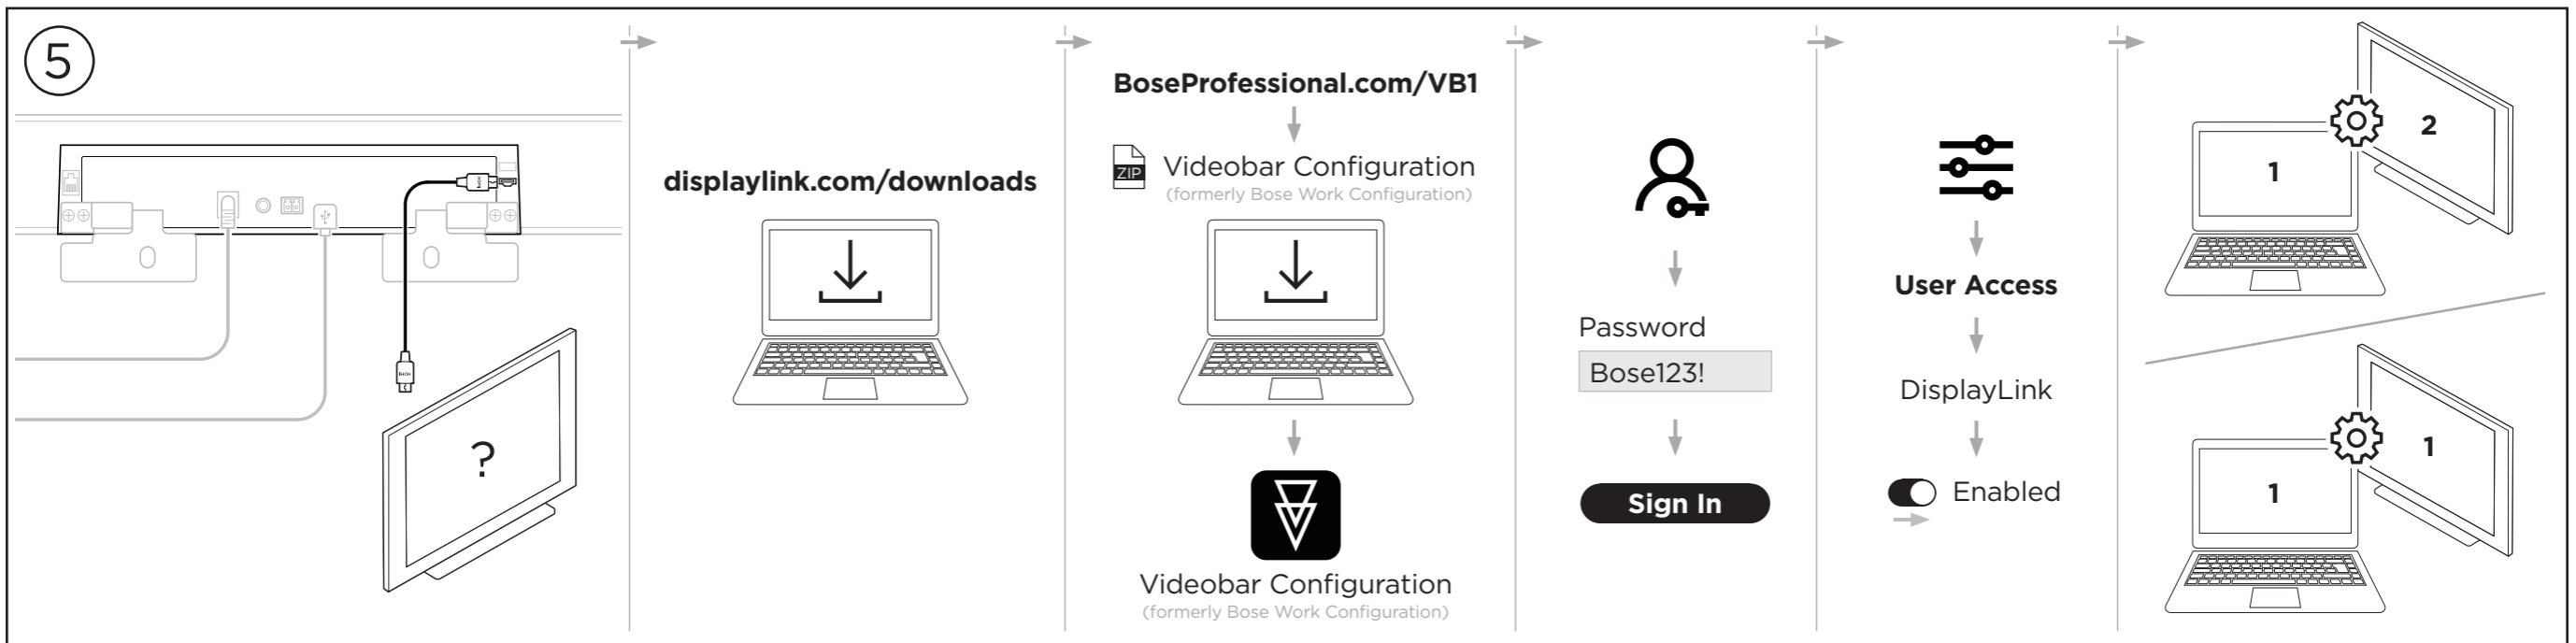 5
?
displaylink.com/downloads
BoseProfessional.com/VB1
ZIP
Videobar Configuration
(formerly Bose Work Configuration)
Videobar Configuration
(formerly Bose Work Configuration)
Password
Bose123!
Sign In
User Access
DisplayLink
Enabled
1
2
1
1